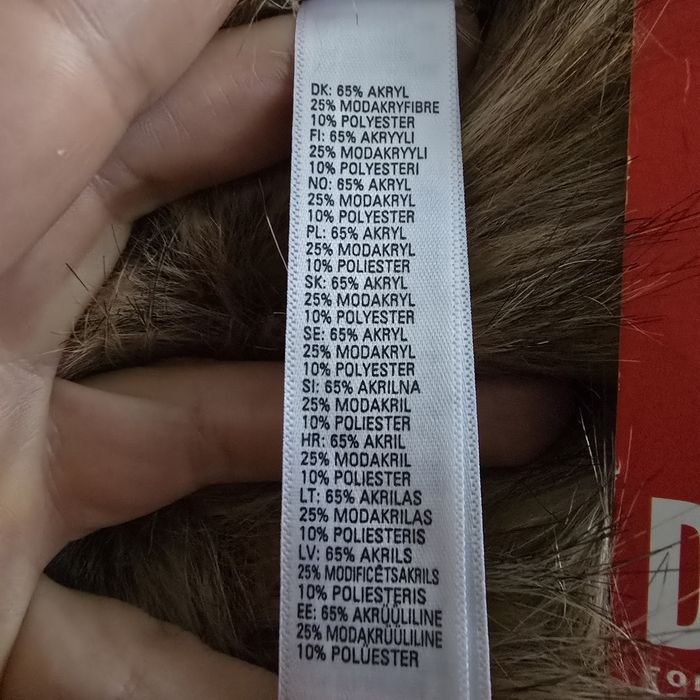 DK: 65% AKRYL
25% MODAKRYFIBRE
10% POLYESTER
FI: 65% AKRYYLI
25% MODAKRYYLI
10% POLYESTERI
NO: 65% AKRYL
25% MODAKRYL
10% POLYESTER
PL: 65% AKRYL
25% MODAKRYL
10% POLIESTER
SK: 65% AKRYL
25% MODAKRYL
10% POLYESTER
SE: 65% AKRYL
25% MODAKRYL
10% POLYESTER
SI: 65% AKRILNA
25% MODAKRIL
10% POLIESTER
HR: 65% AKRIL
25% MODAKRIL
10% POLIESTER
LT: 65% AKRILAS
25% MODAKRILAS
10% POLIESTERIS
LV: 65% AKRILS
25% MODIFICĒTSAKRILS
10% POLIESTERIS
EE: 65% AKRÜÜLILINE
25% MODAKRÜÜLILINE
10% POLÜESTER
D